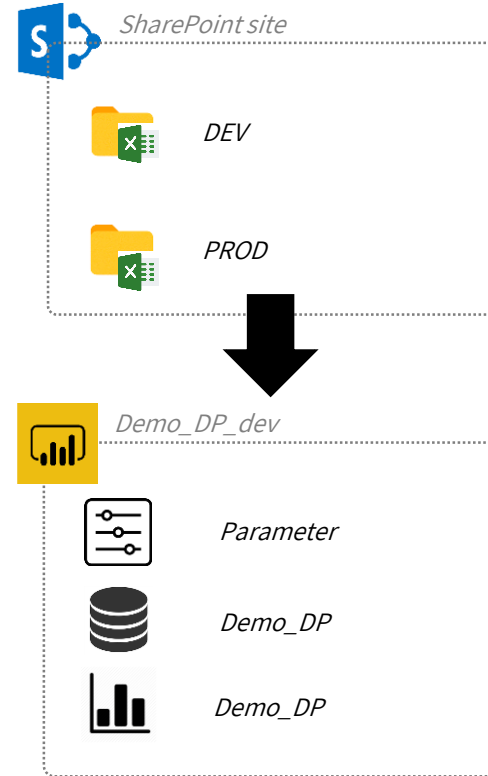 SharePoint site
DEV
PROD
Demo_DP_dev
Parameter
Demo_DP
Demo_DP